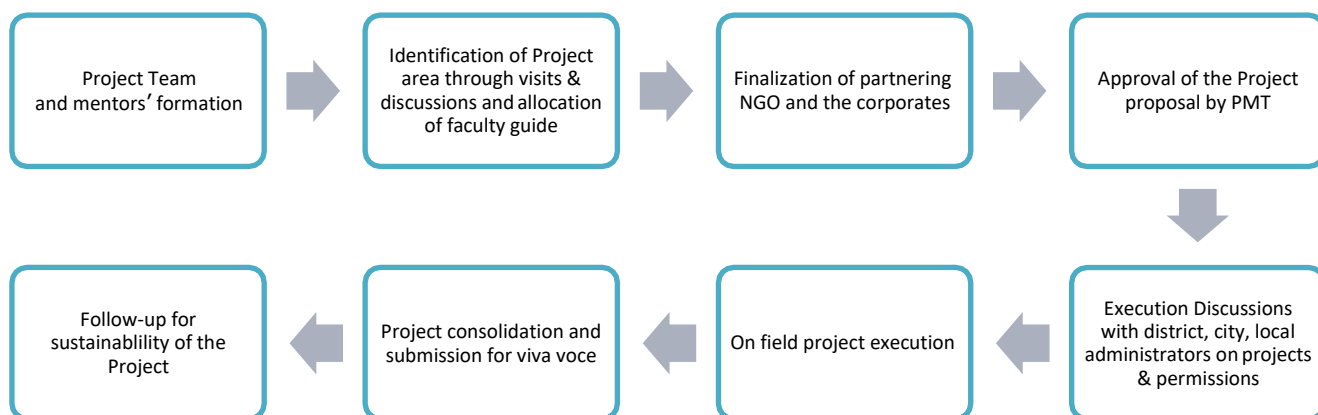 Project Team
and mentors’ formation
Identification of Project
area through visits &
discussions and allocation
of faculty guide
Finalization of partnering
NGO and the corporates
Approval of the Project
proposal by PMT
Execution Discussions
with district, city, local
administrators on projects
& permissions
On field project execution
Project consolidation and
submission for viva voce
Follow-up for
sustainablility of the
Project